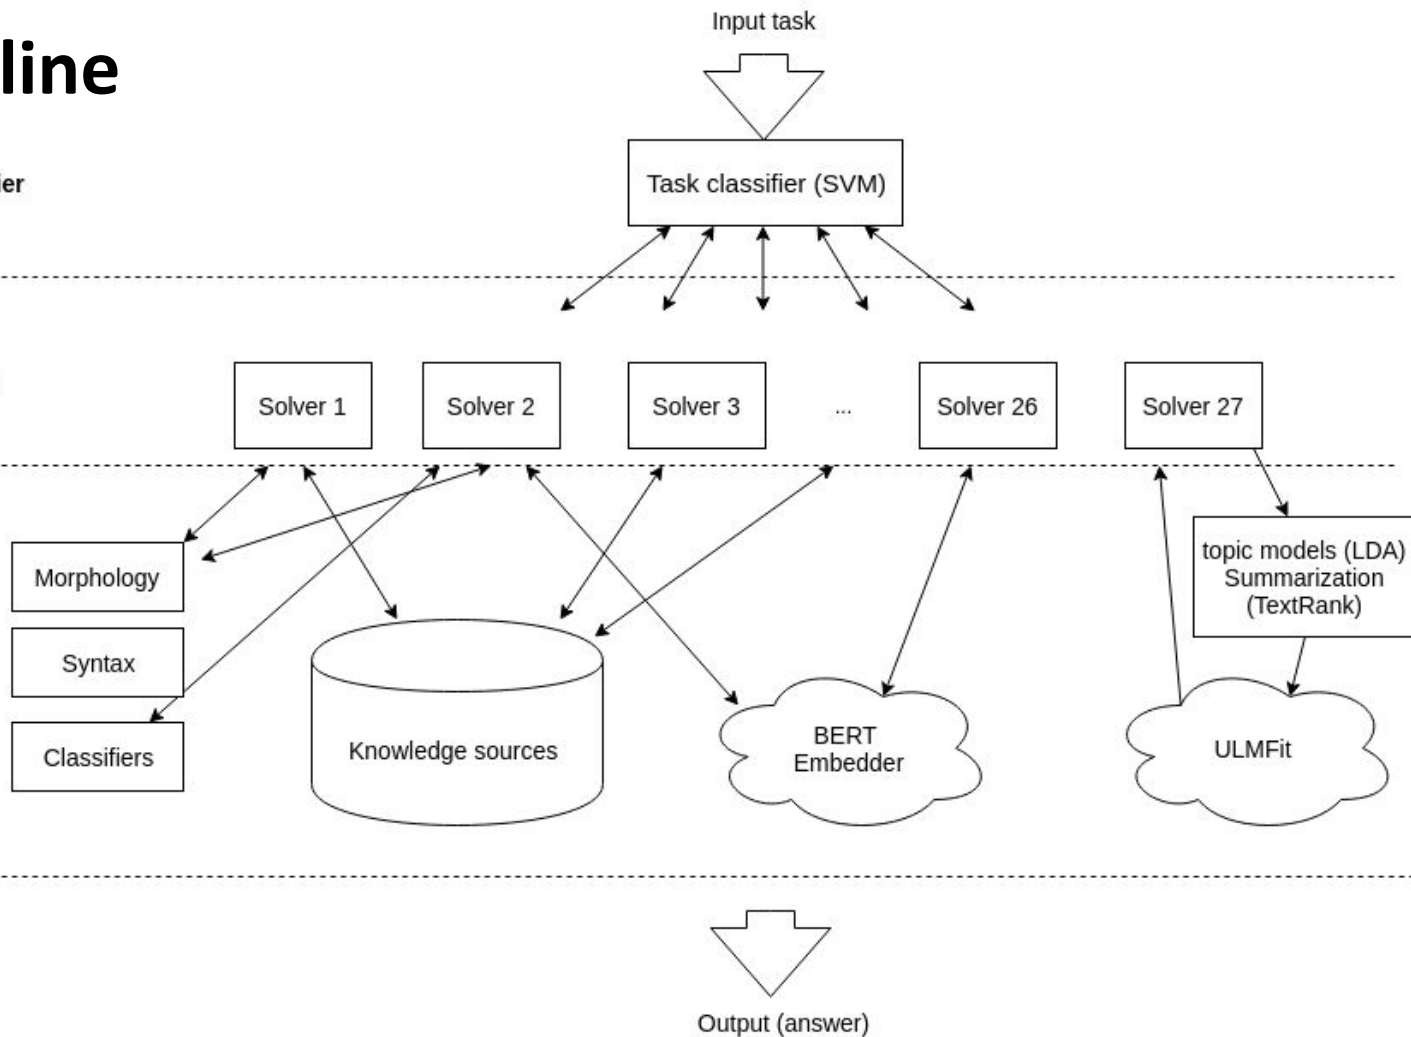 Input task
line
ier
Task classifier (SVM)
Solver 1
Solver 2
Solver 3
...
Solver 26
Solver 27
topic models (LDA)
Summarization
(TextRank)
Morphology
Syntax
Classifiers
Knowledge sources
BERT
Embedder
ULMFit
Output (answer)